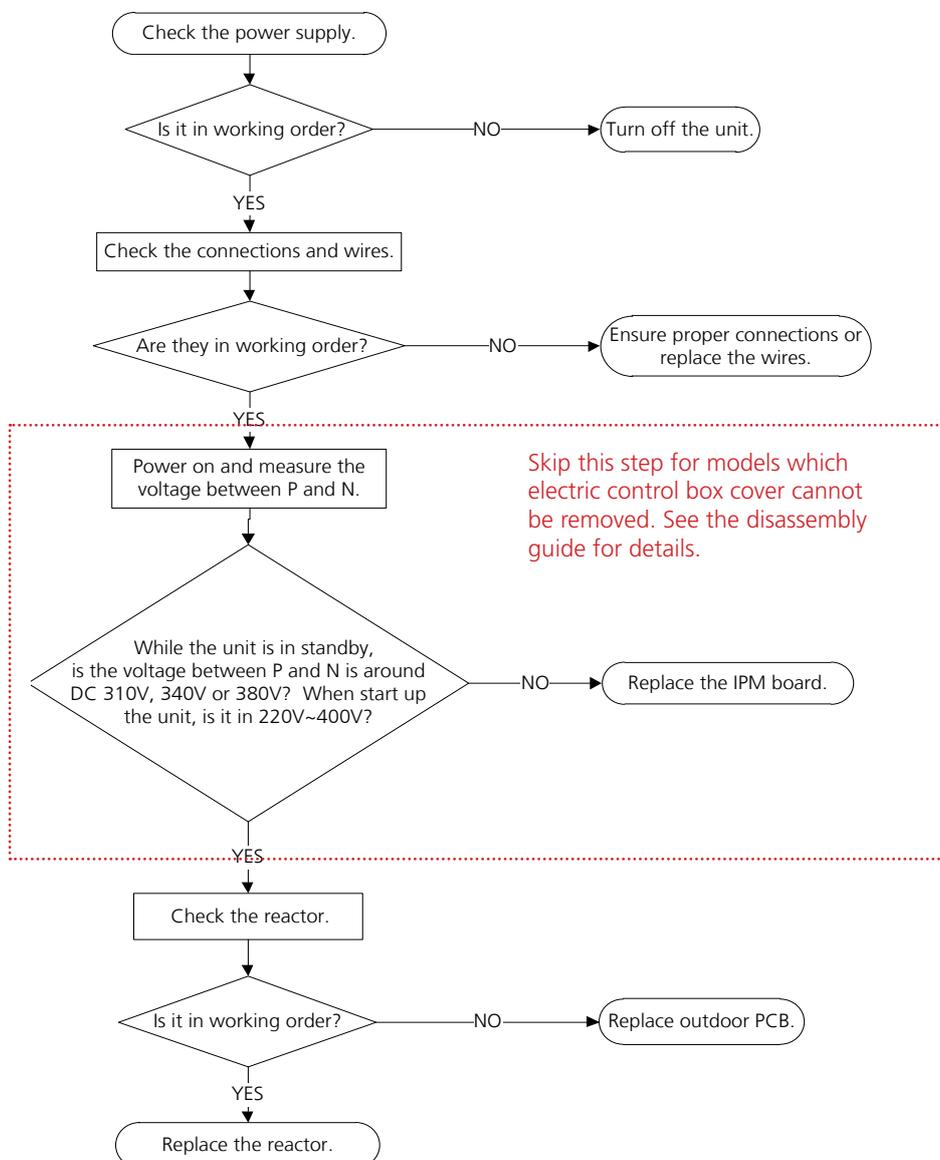 Check the power supply.
Is it in working order?
NO
Turn off the unit.
YES
Check the connections and wires.
Are they in working order?
NO
Ensure proper connections or
replace the wires.
YES
Power on and measure the
voltage between P and N.
Skip this step for models which
electric control box cover cannot
be removed. See the disassembly
guide for details.
While the unit is in standby,
is the voltage between P and N is around
DC 310V, 340V or 380V? When start up
the unit, is it in 220V~400V?
NO
Replace the IPM board.
YES
Check the reactor.
Is it in working order?
NO
Replace outdoor PCB.
YES
Replace the reactor.